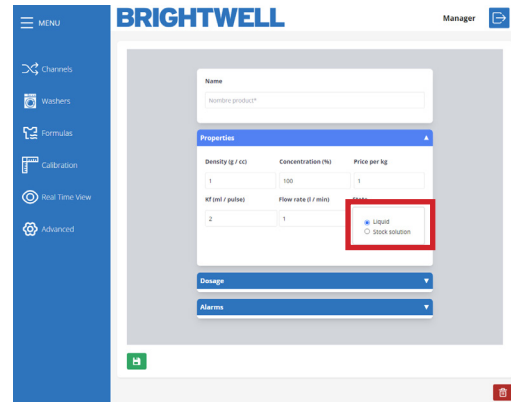 MENU
BRIGHTWELL
Manager
Channels
Washers
Formulas
Calibration
Real Time View
Advanced
Name
Nombre product*
Properties
Density (g / cc) Concentration (%) Price per kg
1 100 1
Kf (ml / pulse) Flow rate (l / min) State
2 1
Liquid
Stock solution
Dosage
Alarms